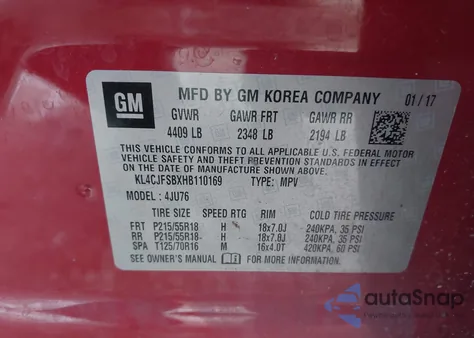 GM
MFD BY GM KOREA COMPANY 01/17
GVWR GAWR FRT GAWR RR
4409 LB 2348 LB 2194 LB
THIS VEHICLE CONFORMS TO ALL APPLICABLE U.S. FEDERAL MOTOR
VEHICLE SAFETY, BUMPER, AND THEFT PREVENTION STANDARDS IN EFFECT
ON THE DATE OF MANUFACTURE SHOWN ABOVE.
KL4CJFSBXHB110169 TYPE: MPV
MODEL : 4JU76
TIRE SIZE SPEED RTG RIM COLD TIRE PRESSURE
FRT P215/55R18 H 18x7.0J 240KPA, 35 PSI
RR P215/55R18 H 18x7.0J 240KPA, 35 PSI
SPA T125/70R16 M 16x4.0T 420KPA, 60 PSI
SEE OWNER'S MANUAL FOR MORE INFORMATION.
autoSnap